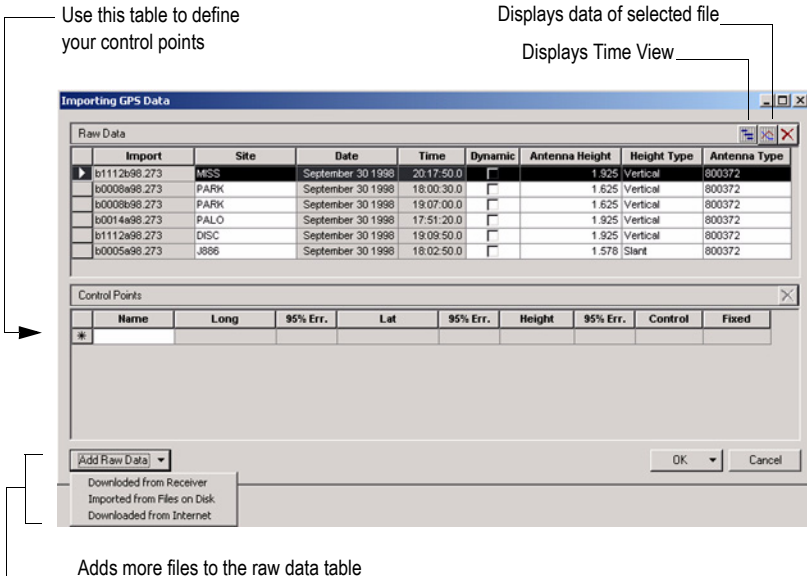 Use this table to define
your control points
Displays data of selected file
Displays Time View
Importing GPS Data
Raw Data
Import Site Date Time Dynamic Antenna Height Height Type Antenna Type
b1112b98.273 MISS September 30 1998 20:17:50.0 1.925 Vertical 800372
b0008a98.273 PARK September 30 1998 18:00:30.0 1.625 Vertical 800372
b0008b98.273 PARK September 30 1998 19:07:00.0 1.625 Vertical 800372
b0014a98.273 PALO September 30 1998 17:51:20.0 1.925 Vertical 800372
b1112a98.273 DISC September 30 1998 19:09:50.0 1.925 Vertical 800372
b0005a98.273 J886 September 30 1998 18:02:50.0 1.578 Slant 800372
Control Points
Name Long 95% Err. Lat 95% Err. Height 95% Err. Control Fixed
Add Raw Data OK Cancel
Downloded from Receiver
Imported from Files on Disk
Downloaded from Internet
Adds more files to the raw data table